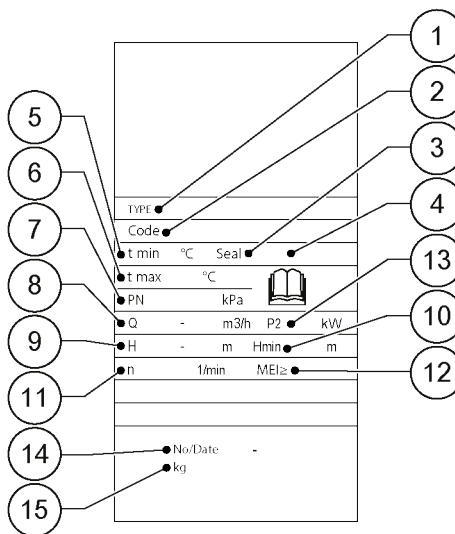 1
2
3
4
13
10
12
5
6
7
8
9
11
14
15
TYPE
Code
t min °C Seal
t max °C
PN kPa
Q - m3/h P2 kW
H - m Hmin m
n 1/min MEI≥
No/Date -
kg